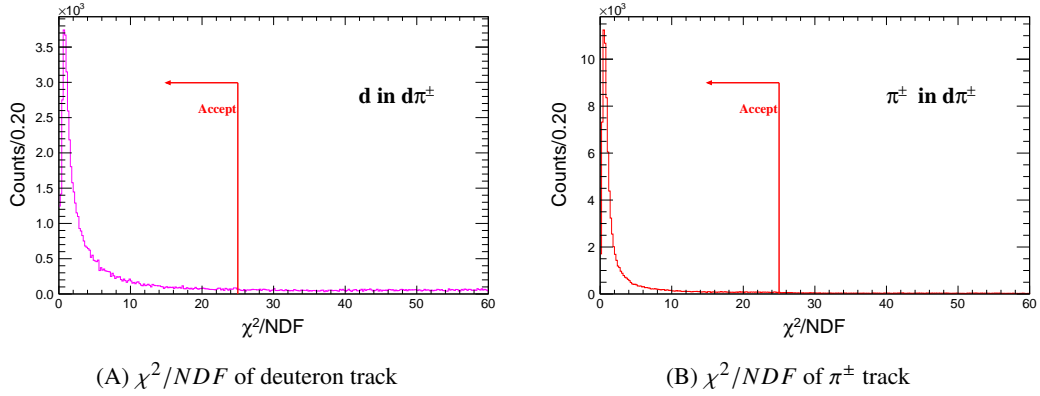 ×10³
3.5
3.0
2.5
2.0
1.5
1.0
0.5
0.0
Counts/0.20
d in dπ±
Accept
0 10 20 30 40 50 60
χ²/NDF
(A) χ²/NDF of deuteron track
×10³
10
8
6
4
2
0
Counts/0.20
π± in dπ±
Accept
0 10 20 30 40 50 60
χ²/NDF
(B) χ²/NDF of π± track